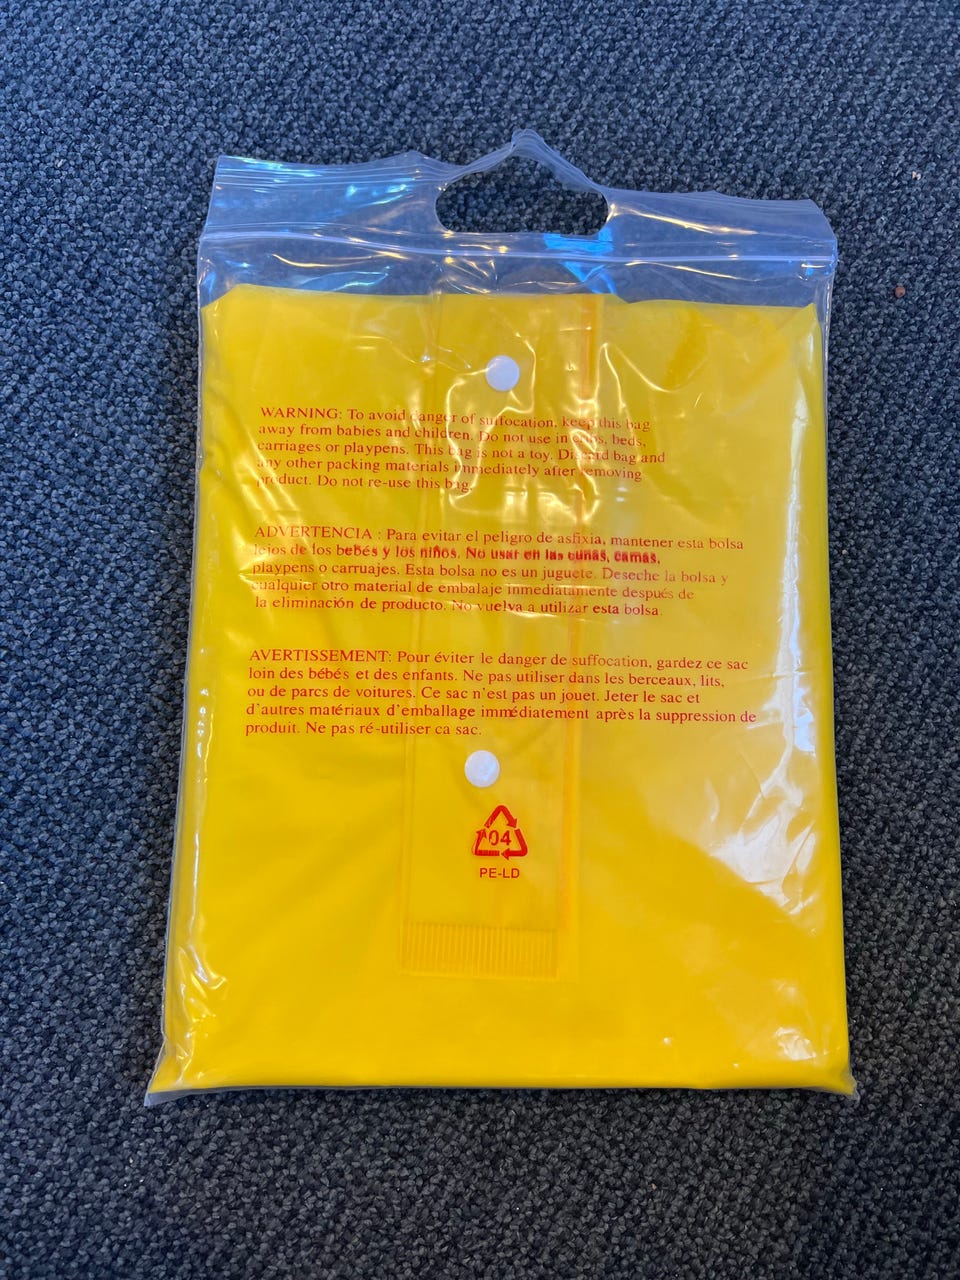 WARNING: To avoid danger of suffocation, keep this bag
away from babies and children. Do not use in cribs, beds,
carriages or playpens. This bag is not a toy. Discard bag and
any other packing materials immediately after removing
product. Do not re-use this bag.
ADVERTENCIA : Para evitar el peligro de asfixia, mantener esta bolsa
lejos de los bebés y los niños. No usar en las cunas, camas,
playpens o carruajes. Esta bolsa no es un juguete. Deseche la bolsa y
cualquier otro material de embalaje inmediatamente después de
la eliminación de producto. No vuelva a utilizar esta bolsa.
AVERTISSEMENT: Pour éviter le danger de suffocation, gardez ce sac
loin des bébés et des enfants. Ne pas utiliser dans les berceaux, lits,
ou de parcs de voitures. Ce sac n'est pas un jouet. Jeter le sac et
d'autres matériaux d'emballage immédiatement après la suppression de
produit. Ne pas ré-utiliser ca sac.
04
PE-LD